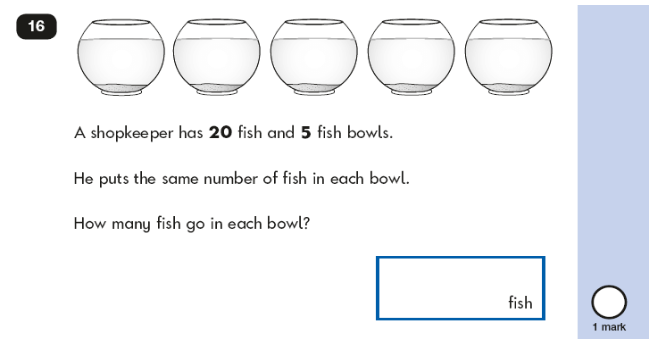 16
A shopkeeper has 20 fish and 5 fish bowls.
He puts the same number of fish in each bowl.
How many fish go in each bowl?
fish
1 mark